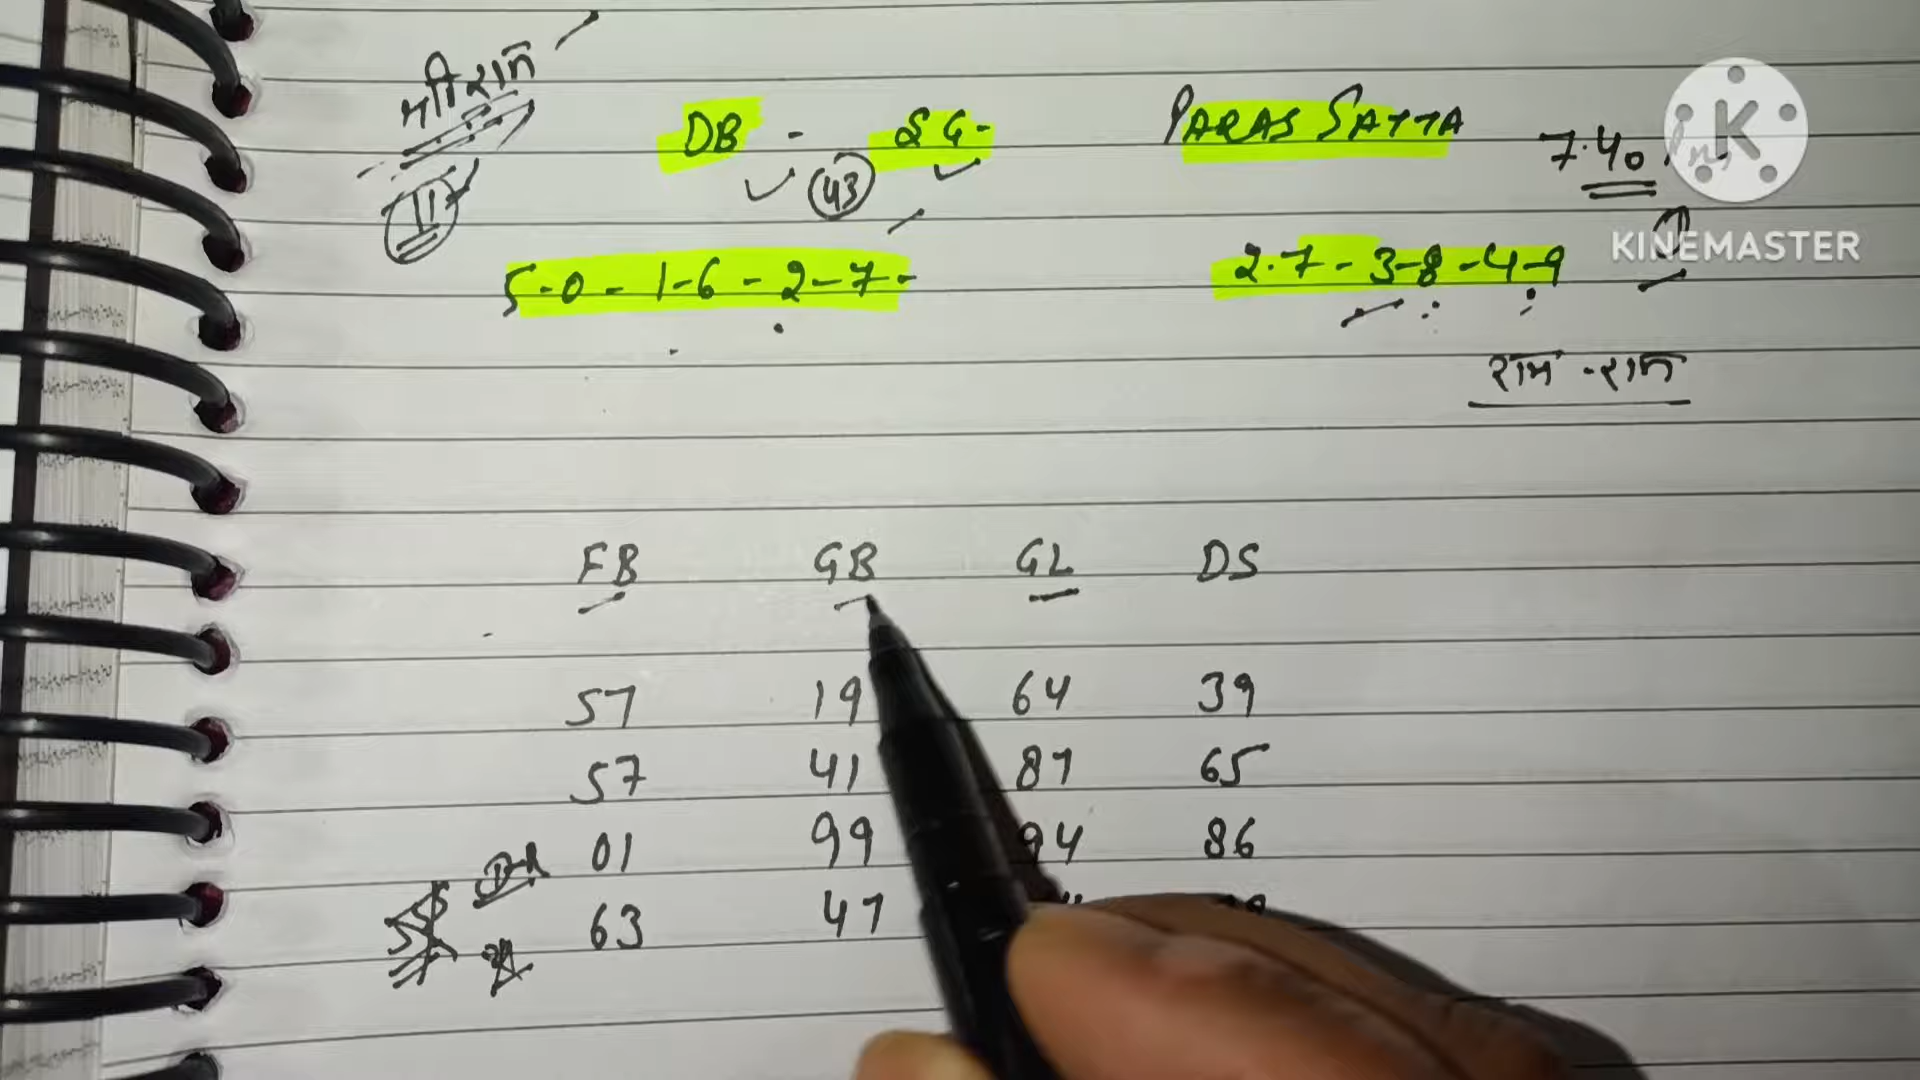 DB - SG-
PARAS SATTA
7.40
43
11
5-0-1-6-2-7-
2.7-3-8-4-9
KINEMASTER
राम-राम
FB GB GL DS
57 19 64 39
57 41 87 65
01 99 94 86
63 47